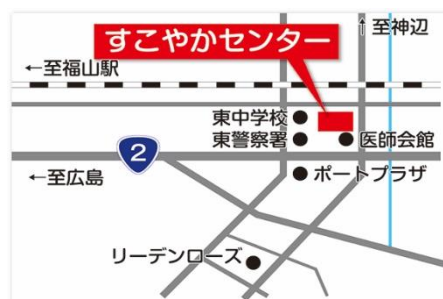 すこやかセンター
↑至神辺
←至福山駅
東中学校
東警察署
医師会館
2
←至広島
ポートプラザ
リーデンローズ